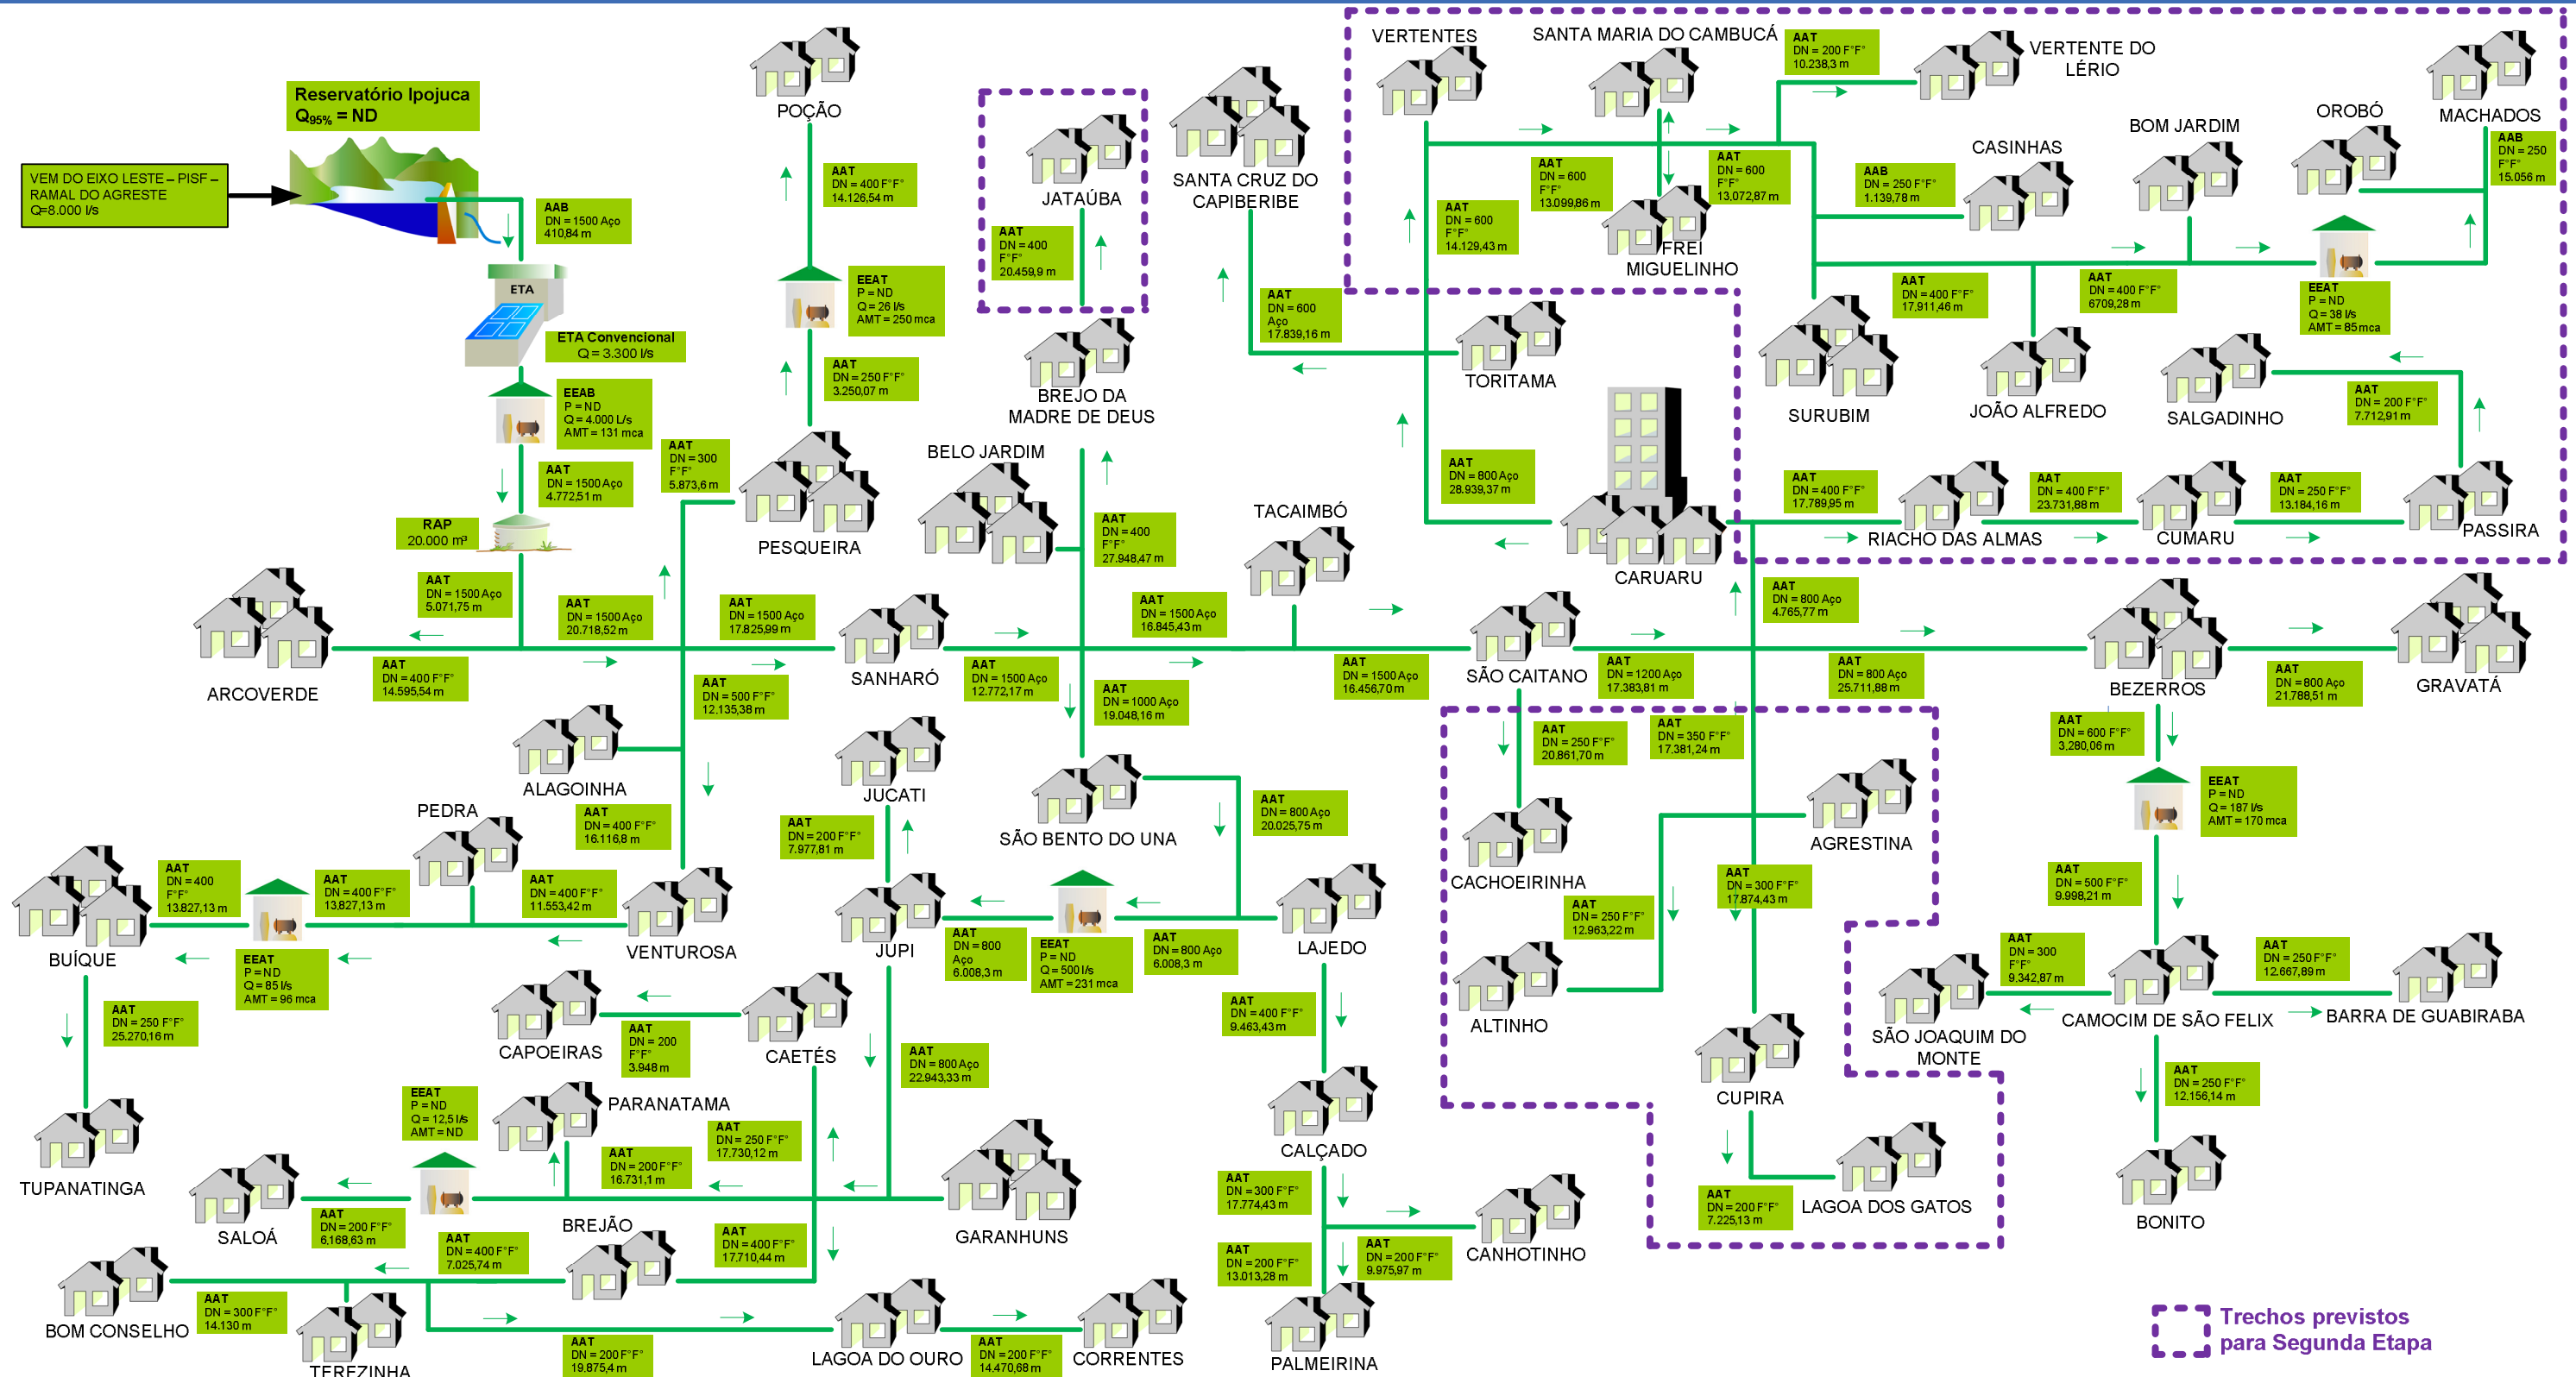 Reservatório Ipojuca
Q95% = ND
VEM DO EIXO LESTE – PISF –
RAMAL DO AGRESTE
Q=8.000 l/s
AAB
DN = 1500 Aço
410,84 m
ETA
ETA Convencional
Q = 3.300 l/s
EEAB
P = ND
Q = 4.000 L/s
AMT = 131 mca
AAT
DN = 1500 Aço
4.772,51 m
RAP
20.000 m³
AAT
DN = 1500 Aço
5.071,75 m
ARCOVERDE
AAT
DN = 400 F°F°
14.595,54 m
AAT
DN = 1500 Aço
20.718,52 m
AAT
DN = 300
F°F°
5.873,6 m
POÇÃO
AAT
DN = 400 F°F°
14.126,54 m
EEAT
P = ND
Q = 26 l/s
AMT = 250 mca
AAT
DN = 250 F°F°
3.250,07 m
PESQUEIRA
AAT
DN = 1500 Aço
17.825,99 m
SANHARÓ
AAT
DN = 500 F°F°
12.135,38 m
ALAGOINHA
AAT
DN = 400 F°F°
16.116,8 m
VENTUROSA
AAT
DN = 400 F°F°
11.553,42 m
PEDRA
AAT
DN = 400 F°F°
13.827,13 m
EEAT
P = ND
Q = 85 l/s
AMT = 96 mca
AAT
DN = 400
F°F°
13.827,13 m
BUÍQUE
AAT
DN = 250 F°F°
25.270,16 m
TUPANATINGA
JATAÚBA
AAT
DN = 400
F°F°
20.459,9 m
BREJO DA
MADRE DE DEUS
BELO JARDIM
AAT
DN = 400
F°F°
27.948,47 m
AAT
DN = 1500 Aço
12.772,17 m
AAT
DN = 1000 Aço
19.048,16 m
AAT
DN = 1500 Aço
16.845,43 m
TACAIMBÓ
AAT
DN = 1500 Aço
16.456,70 m
SÃO CAITANO
SÃO BENTO DO UNA
AAT
DN = 800 Aço
20.025,75 m
LAJEDO
AAT
DN = 800 Aço
6.008,3 m
EEAT
P = ND
Q = 500 l/s
AMT = 231 mca
AAT
DN = 800
Aço
6.008,3 m
JUPI
AAT
DN = 200 F°F°
7.977,81 m
JUCATI
AAT
DN = 800 Aço
22.943,33 m
GARANHUNS
CAPOEIRAS
AAT
DN = 200
F°F°
3.948 m
CAETÉS
PARANATAMA
AAT
DN = 250 F°F°
17.730,12 m
AAT
DN = 200 F°F°
16.731,1 m
EEAT
P = ND
Q = 12,5 l/s
AMT = ND
SALOÁ
AAT
DN = 200 F°F°
6,168,63 m
AAT
DN = 400 F°F°
17.710,44 m
BREJÃO
AAT
DN = 400 F°F°
7.025,74 m
BOM CONSELHO
AAT
DN = 300 F°F°
14.130 m
TEREZINHA
AAT
DN = 200 F°F°
19.875,4 m
LAGOA DO OURO
AAT
DN = 200 F°F°
14.470,68 m
CORRENTES
AAT
DN = 400 F°F°
9.463,43 m
CALÇADO
AAT
DN = 300 F°F°
17.774,43 m
AAT
DN = 200 F°F°
13.013,28 m
AAT
DN = 200 F°F°
9.975,97 m
CANHOTINHO
PALMEIRINA
SANTA CRUZ DO
CAPIBERIBE
AAT
DN = 600
Aço
17.839,16 m
TORITAMA
AAT
DN = 800 Aço
28.939,37 m
CARUARU
VERTENTES
AAT
DN = 600
F°F°
14.129,43 m
SANTA MARIA DO CAMBUCÁ
AAT
DN = 600
F°F°
13.099,86 m
FREI
MIGUELINHO
AAT
DN = 600
F°F°
13,072,87 m
AAT
DN = 200 F°F°
10.238,3 m
VERTENTE DO
LÉRIO
AAB
DN = 250 F°F°
1.139,78 m
CASINHAS
SURUBIM
AAT
DN = 400 F°F°
17,911,46 m
JOÃO ALFREDO
AAT
DN = 400 F°F°
6709,28 m
BOM JARDIM
EEAT
P = ND
Q = 38 l/s
AMT = 85 mca
OROBÓ
MACHADOS
AAB
DN = 250
F°F°
15.056 m
AAT
DN = 400 F°F°
17.789,95 m
RIACHO DAS ALMAS
AAT
DN = 400 F°F°
23.731,88 m
CUMARU
AAT
DN = 250 F°F°
13.184,16 m
PASSIRA
AAT
DN = 200 F°F°
7.712,91 m
SALGADINHO
AAT
DN = 800 Aço
4.765,77 m
AAT
DN = 1200 Aço
17.383,81 m
AAT
DN = 800 Aço
25.711,88 m
BEZERROS
AAT
DN = 800 Aço
21.788,51 m
GRAVATÁ
AAT
DN = 250 F°F°
20.861,70 m
CACHOEIRINHA
AAT
DN = 350 F°F°
17.381,24 m
AGRESTINA
AAT
DN = 250 F°F°
12.963,22 m
ALTINHO
AAT
DN = 300 F°F°
17.874,43 m
CUPIRA
AAT
DN = 200 F°F°
7.225,13 m
LAGOA DOS GATOS
AAT
DN = 600 F°F°
3,280,06 m
EEAT
P = ND
Q = 187 l/s
AMT = 170 mca
AAT
DN = 500 F°F°
9.998,21 m
AAT
DN = 300
F°F°
9.342,87 m
SÃO JOAQUIM DO
MONTE
CAMOCIM DE SÃO FELIX
AAT
DN = 250 F°F°
12.667,89 m
BARRA DE GUABIRABA
AAT
DN = 250 F°F°
12.156,14 m
BONITO
Trechos previstos
para Segunda Etapa